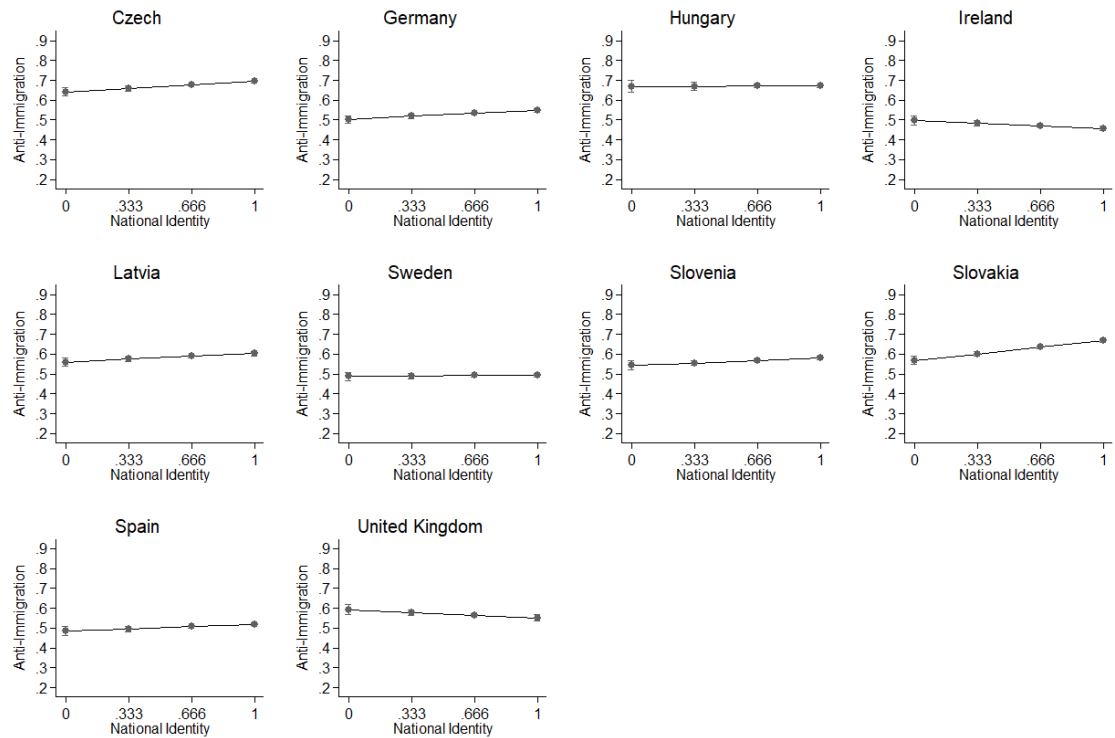 Czech
Anti-Immigration
.9
.8
.7
.6
.5
.4
.3
.2
0 .333 .666 1
National Identity
Germany
Anti-Immigration
.9
.8
.7
.6
.5
.4
.3
.2
0 .333 .666 1
National Identity
Hungary
Anti-Immigration
.9
.8
.7
.6
.5
.4
.3
.2
0 .333 .666 1
National Identity
Ireland
Anti-Immigration
.9
.8
.7
.6
.5
.4
.3
.2
0 .333 .666 1
National Identity
Latvia
Anti-Immigration
.9
.8
.7
.6
.5
.4
.3
.2
0 .333 .666 1
National Identity
Sweden
Anti-Immigration
.9
.8
.7
.6
.5
.4
.3
.2
0 .333 .666 1
National Identity
Slovenia
Anti-Immigration
.9
.8
.7
.6
.5
.4
.3
.2
0 .333 .666 1
National Identity
Slovakia
Anti-Immigration
.9
.8
.7
.6
.5
.4
.3
.2
0 .333 .666 1
National Identity
Spain
Anti-Immigration
.9
.8
.7
.6
.5
.4
.3
.2
0 .333 .666 1
National Identity
United Kingdom
Anti-Immigration
.9
.8
.7
.6
.5
.4
.3
.2
0 .333 .666 1
National Identity